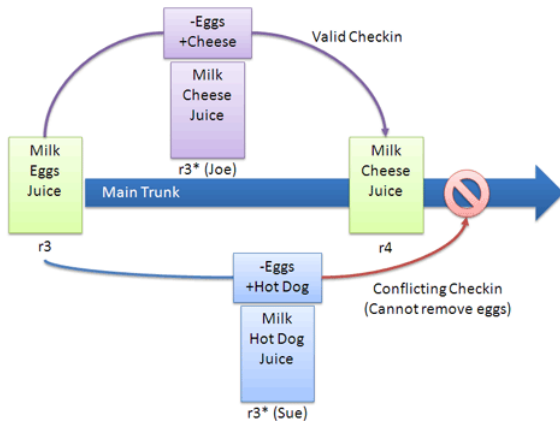 -Eggs
+Cheese
Valid Checkin
Milk
Cheese
Juice
r3* (Joe)
Milk
Eggs
Juice
Main Trunk
Milk
Cheese
Juice
r3
r4
-Eggs
+Hot Dog
Conflicting Checkin
(Cannot remove eggs)
Milk
Hot Dog
Juice
r3* (Sue)